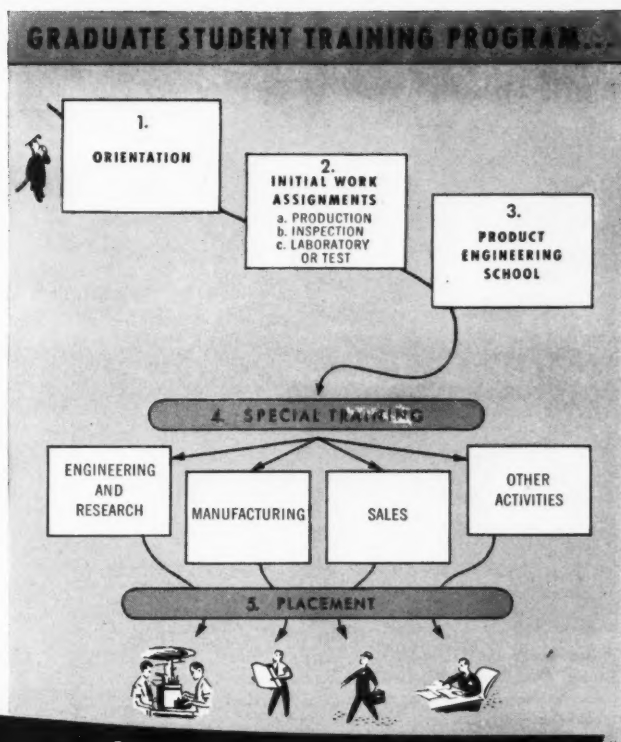 GRADUATE STUDENT TRAINING PROGRAM...
1.
ORIENTATION
2.
INITIAL WORK
ASSIGNMENTS
a. PRODUCTION
b. INSPECTION
c. LABORATORY
OR TEST
3.
PRODUCT
ENGINEERING
SCHOOL
4. SPECIAL TRAINING
ENGINEERING
AND
RESEARCH
MANUFACTURING
SALES
OTHER
ACTIVITIES
5. PLACEMENT